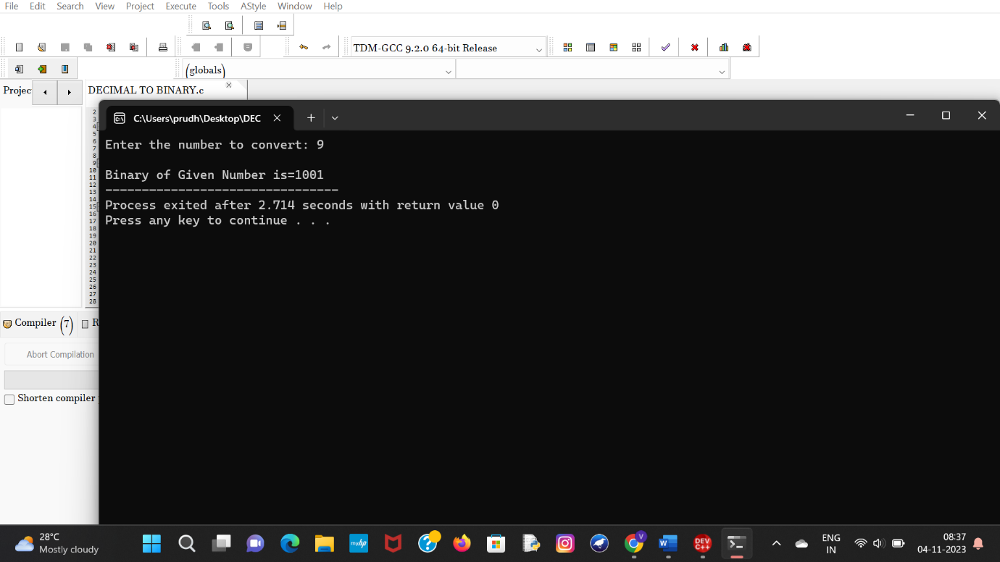 File Edit Search View Project Execute Tools AStyle Window Help
TDM-GCC 9.2.0 64-bit Release
(globals)
Projec
DECIMAL TO BINARY.c
C:\Users\prudh\Desktop\DEC
2
3
4
5
6
7
8
9
10
11
12
13
14
15
16
17
18
19
20
21
22
23
24
25
26
27
28
Enter the number to convert: 9
Binary of Given Number is=1001
--------------------------------
Process exited after 2.714 seconds with return value 0
Press any key to continue . . .
Compiler (7) R
Abort Compilation
Shorten compiler
28°C
Mostly cloudy
myhp
V
W
DEV
C++
ENG
IN
08:37
04-11-2023